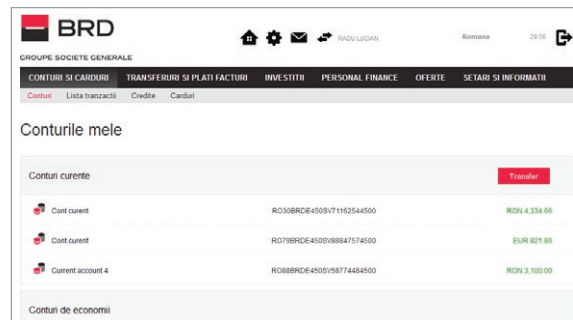 BRD
GROUPE SOCIETE GENERALE
RADU LUCIAN
Romana
29:56
CONTURI SI CARDURI TRANSFERURI SI PLATI FACTURI INVESTITII PERSONAL FINANCE OFERTE SETARI SI INFORMATII
Conturi Lista tranzactii Credite Carduri
Conturile mele
Conturi curente Transfer
Cont curent RO30BRDE450SV71162544500 RON 4,334.66
Cont curent RO79BRDE450SV88847574500 EUR 821.86
Current account 4 RO88BRDE450SV58774484500 RON 3,100.00
Conturi de economii